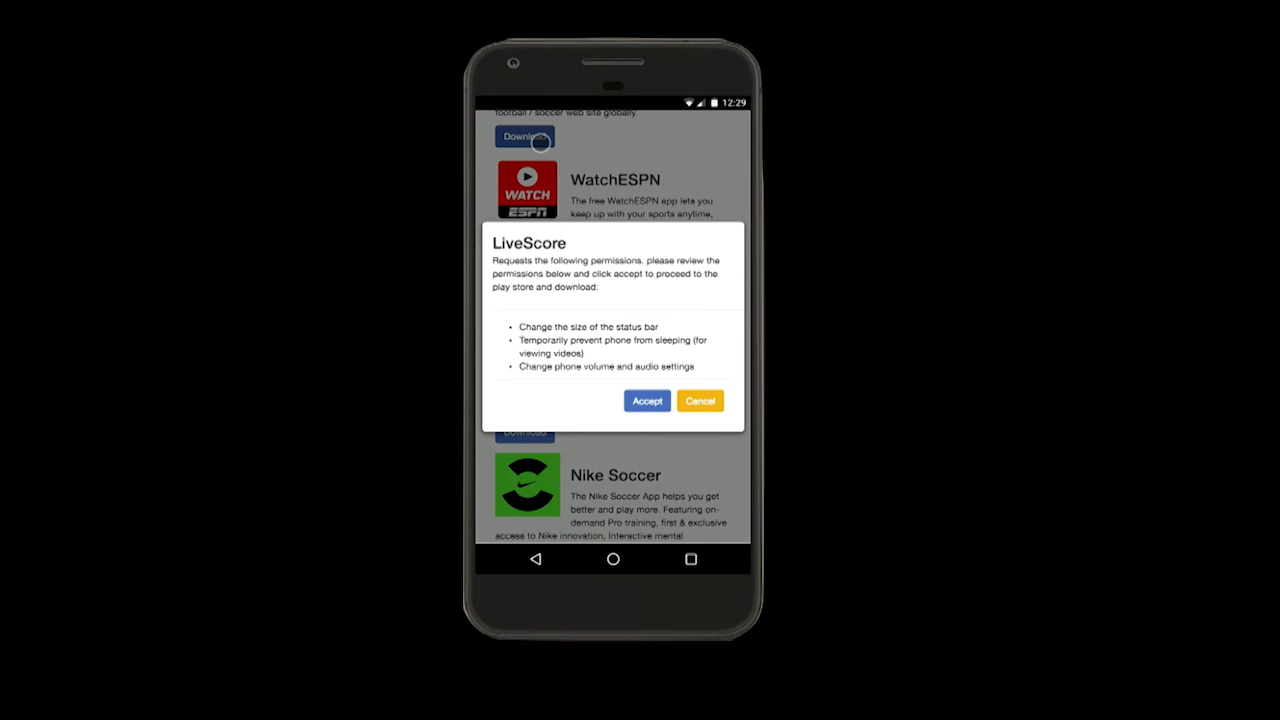 12:29
football / soccer web site globally.
Download
WatchESPN
WATCH
ESPN
The free WatchESPN app lets you
keep up with your sports anytime,
LiveScore
Requests the following permissions. please review the
permissions below and click accept to proceed to the
play store and download:
• Change the size of the status bar
• Temporarily prevent phone from sleeping (for
viewing videos)
• Change phone volume and audio settings
Accept
Cancel
Download
Nike Soccer
The Nike Soccer App helps you get
better and play more. Featuring on-
demand Pro training, first & exclusive
access to Nike innovation, Interactive mental